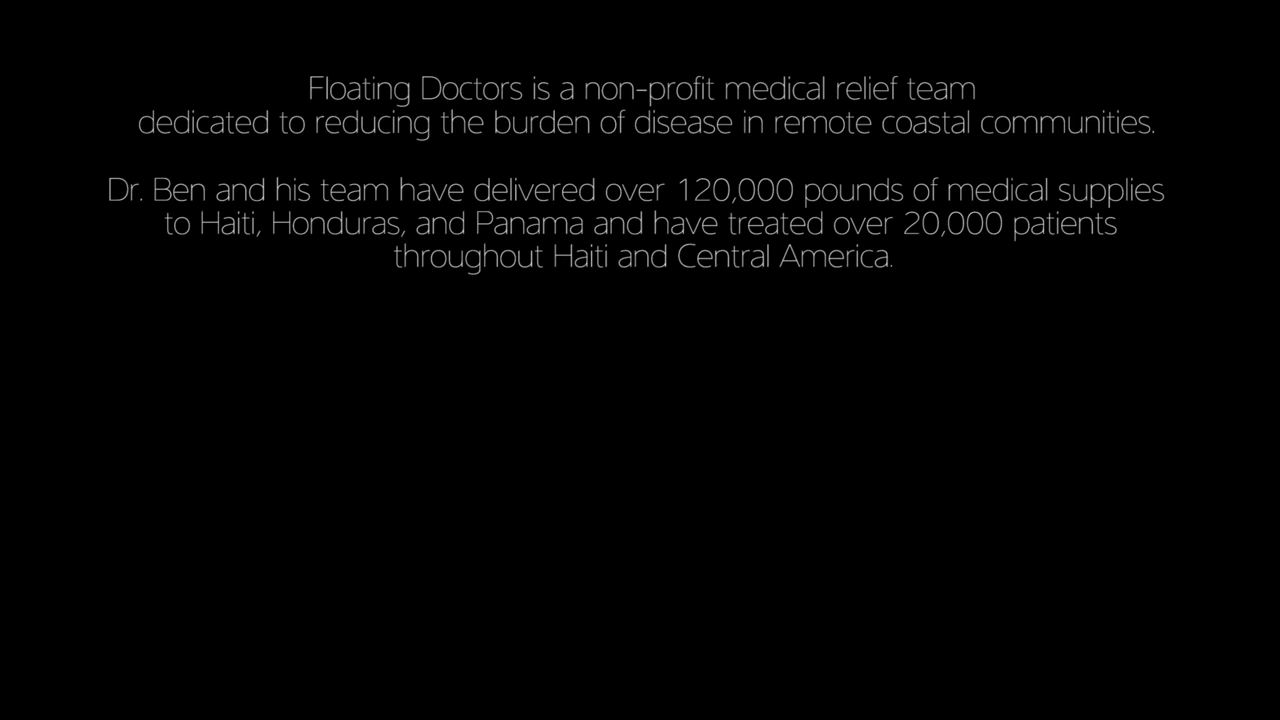 Floating Doctors is a non-profit medical relief team
dedicated to reducing the burden of disease in remote coastal communities.
Dr. Ben and his team have delivered over 120,000 pounds of medical supplies
to Haiti, Honduras, and Panama and have treated over 20,000 patients
throughout Haiti and Central America.